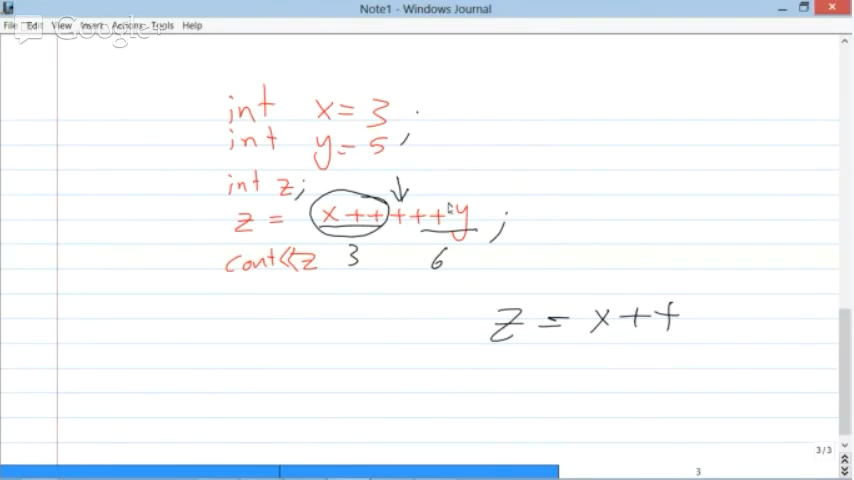 Note1 - Windows Journal
File Edit View Insert Actions Tools Help
Google+
int x = 3 ;
int y = 5 ;
int z;
z = x + + + + + y ;
cout<<z 3 6
z = x + +
3/3
3